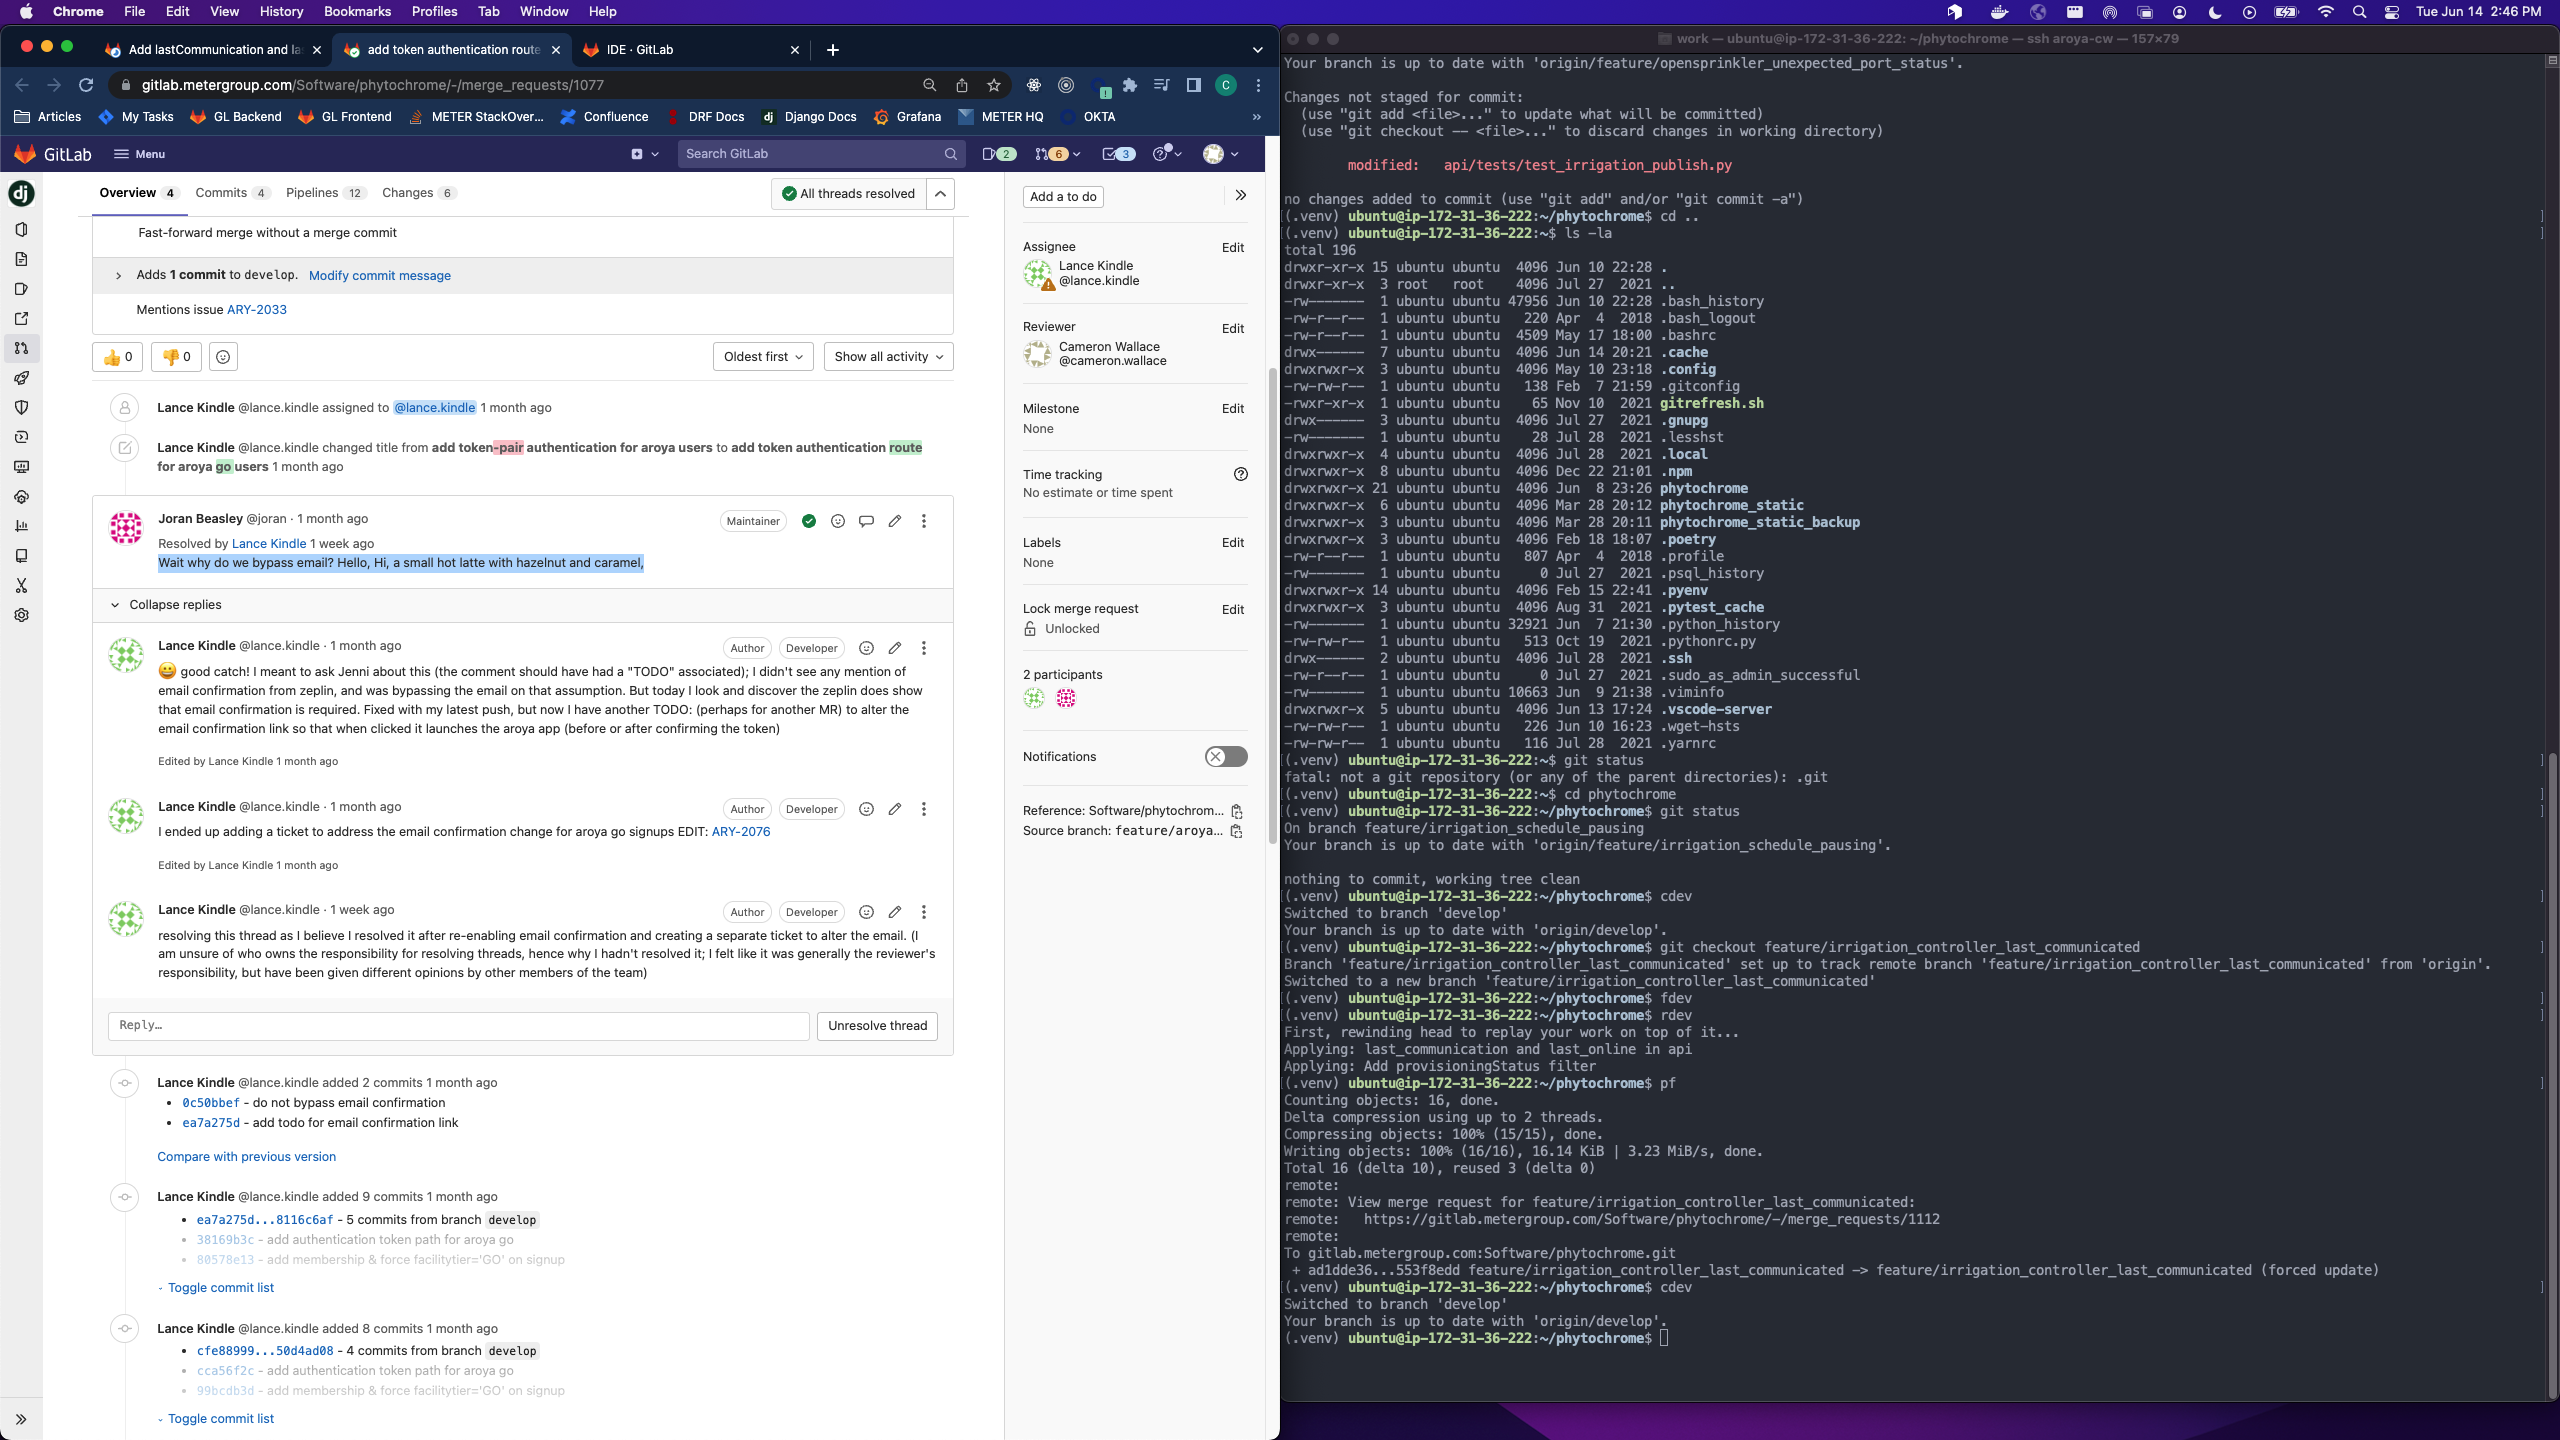 Chrome File Edit View History Bookmarks Profiles Tab Window Help
Tue Jun 14 2:46 PM
Add lastCommunication and la
add token authentication route
IDE · GitLab
gitlab.metergroup.com/Software/phytochrome/-/merge_requests/1077
C
Articles My Tasks GL Backend GL Frontend METER StackOver... Confluence DRF Docs Django Docs Grafana METER HQ OKTA
GitLab Menu Search GitLab 2 6 3
dj
Overview 4 Commits 4 Pipelines 12 Changes 6 All threads resolved
Fast-forward merge without a merge commit
Adds 1 commit to develop. Modify commit message
Mentions issue ARY-2033
👍 0 👎 0 Oldest first Show all activity
Lance Kindle @lance.kindle assigned to @lance.kindle 1 month ago
Lance Kindle @lance.kindle changed title from add token-pair authentication for aroya users to add token authentication route
for aroya go users 1 month ago
Joran Beasley @joran · 1 month ago Maintainer
Resolved by Lance Kindle 1 week ago
Wait why do we bypass email? Hello, Hi, a small hot latte with hazelnut and caramel,
Collapse replies
Lance Kindle @lance.kindle · 1 month ago Author Developer
😀 good catch! I meant to ask Jenni about this (the comment should have had a "TODO" associated); I didn't see any mention of
email confirmation from zeplin, and was bypassing the email on that assumption. But today I look and discover the zeplin does show
that email confirmation is required. Fixed with my latest push, but now I have another TODO: (perhaps for another MR) to alter the
email confirmation link so that when clicked it launches the aroya app (before or after confirming the token)
Edited by Lance Kindle 1 month ago
Lance Kindle @lance.kindle · 1 month ago Author Developer
I ended up adding a ticket to address the email confirmation change for aroya go signups EDIT: ARY-2076
Edited by Lance Kindle 1 month ago
Lance Kindle @lance.kindle · 1 week ago Author Developer
resolving this thread as I believe I resolved it after re-enabling email confirmation and creating a separate ticket to alter the email. (I
am unsure of who owns the responsibility for resolving threads, hence why I hadn't resolved it; I felt like it was generally the reviewer's
responsibility, but have been given different opinions by other members of the team)
Reply… Unresolve thread
Lance Kindle @lance.kindle added 2 commits 1 month ago
• 0c50bbef - do not bypass email confirmation
• ea7a275d - add todo for email confirmation link
Compare with previous version
Lance Kindle @lance.kindle added 9 commits 1 month ago
• ea7a275d...8116c6af - 5 commits from branch develop
• 38169b3c - add authentication token path for aroya go
• 80578e13 - add membership & force facilitytier='GO' on signup
Toggle commit list
Lance Kindle @lance.kindle added 8 commits 1 month ago
• cfe88999...50d4ad08 - 4 commits from branch develop
• cca56f2c - add authentication token path for aroya go
• 99bcdb3d - add membership & force facilitytier='GO' on signup
Toggle commit list
Add a to do
Assignee Edit
Lance Kindle
@lance.kindle
Reviewer Edit
Cameron Wallace
@cameron.wallace
Milestone Edit
None
Time tracking
No estimate or time spent
Labels Edit
None
Lock merge request Edit
Unlocked
2 participants
Notifications
Reference: Software/phytochrom...
Source branch: feature/aroya...
work — ubuntu@ip-172-31-36-222: ~/phytochrome — ssh aroya-cw — 157×79
Your branch is up to date with 'origin/feature/opensprinkler_unexpected_port_status'.
Changes not staged for commit:
(use "git add <file>..." to update what will be committed)
(use "git checkout -- <file>..." to discard changes in working directory)
modified: api/tests/test_irrigation_publish.py
no changes added to commit (use "git add" and/or "git commit -a")
(.venv) ubuntu@ip-172-31-36-222:~/phytochrome$ cd ..
(.venv) ubuntu@ip-172-31-36-222:~$ ls -la
total 196
drwxr-xr-x 15 ubuntu ubuntu 4096 Jun 10 22:28 .
drwxr-xr-x 3 root root 4096 Jul 27 2021 ..
-rw------- 1 ubuntu ubuntu 47956 Jun 10 22:28 .bash_history
-rw-r--r-- 1 ubuntu ubuntu 220 Apr 4 2018 .bash_logout
-rw-r--r-- 1 ubuntu ubuntu 4509 May 17 18:00 .bashrc
drwx------ 7 ubuntu ubuntu 4096 Jun 14 20:21 .cache
drwxrwxr-x 3 ubuntu ubuntu 4096 May 10 23:18 .config
-rw-rw-r-- 1 ubuntu ubuntu 138 Feb 7 21:59 .gitconfig
-rwxr-xr-x 1 ubuntu ubuntu 65 Nov 10 2021 gitrefresh.sh
drwx------ 3 ubuntu ubuntu 4096 Jul 27 2021 .gnupg
-rw------- 1 ubuntu ubuntu 28 Jul 28 2021 .lesshst
drwxrwxr-x 4 ubuntu ubuntu 4096 Jul 28 2021 .local
drwxrwxr-x 8 ubuntu ubuntu 4096 Dec 22 21:01 .npm
drwxrwxr-x 21 ubuntu ubuntu 4096 Jun 8 23:26 phytochrome
drwxrwxr-x 6 ubuntu ubuntu 4096 Mar 28 20:12 phytochrome_static
drwxrwxr-x 3 ubuntu ubuntu 4096 Mar 28 20:11 phytochrome_static_backup
drwxrwxr-x 3 ubuntu ubuntu 4096 Feb 18 18:07 .poetry
-rw-r--r-- 1 ubuntu ubuntu 807 Apr 4 2018 .profile
-rw------- 1 ubuntu ubuntu 0 Jul 27 2021 .psql_history
drwxrwxr-x 14 ubuntu ubuntu 4096 Feb 15 22:41 .pyenv
drwxrwxr-x 3 ubuntu ubuntu 4096 Aug 31 2021 .pytest_cache
-rw------- 1 ubuntu ubuntu 32921 Jun 7 21:30 .python_history
-rw-rw-r-- 1 ubuntu ubuntu 513 Oct 19 2021 .pythonrc.py
drwx------ 2 ubuntu ubuntu 4096 Jul 28 2021 .ssh
-rw-r--r-- 1 ubuntu ubuntu 0 Jul 27 2021 .sudo_as_admin_successful
-rw------- 1 ubuntu ubuntu 10663 Jun 9 21:38 .viminfo
drwxrwxr-x 5 ubuntu ubuntu 4096 Jun 13 17:24 .vscode-server
-rw-rw-r-- 1 ubuntu ubuntu 226 Jun 10 16:23 .wget-hsts
-rw-rw-r-- 1 ubuntu ubuntu 116 Jul 28 2021 .yarnrc
(.venv) ubuntu@ip-172-31-36-222:~$ git status
fatal: not a git repository (or any of the parent directories): .git
(.venv) ubuntu@ip-172-31-36-222:~$ cd phytochrome
(.venv) ubuntu@ip-172-31-36-222:~/phytochrome$ git status
On branch feature/irrigation_schedule_pausing
Your branch is up to date with 'origin/feature/irrigation_schedule_pausing'.
nothing to commit, working tree clean
(.venv) ubuntu@ip-172-31-36-222:~/phytochrome$ cdev
Switched to branch 'develop'
Your branch is up to date with 'origin/develop'.
(.venv) ubuntu@ip-172-31-36-222:~/phytochrome$ git checkout feature/irrigation_controller_last_communicated
Branch 'feature/irrigation_controller_last_communicated' set up to track remote branch 'feature/irrigation_controller_last_communicated' from 'origin'.
Switched to a new branch 'feature/irrigation_controller_last_communicated'
(.venv) ubuntu@ip-172-31-36-222:~/phytochrome$ fdev
(.venv) ubuntu@ip-172-31-36-222:~/phytochrome$ rdev
First, rewinding head to replay your work on top of it...
Applying: last_communication and last_online in api
Applying: Add provisioningStatus filter
(.venv) ubuntu@ip-172-31-36-222:~/phytochrome$ pf
Counting objects: 16, done.
Delta compression using up to 2 threads.
Compressing objects: 100% (15/15), done.
Writing objects: 100% (16/16), 16.14 KiB | 3.23 MiB/s, done.
Total 16 (delta 10), reused 3 (delta 0)
remote:
remote: View merge request for feature/irrigation_controller_last_communicated:
remote: https://gitlab.metergroup.com/Software/phytochrome/-/merge_requests/1112
remote:
To gitlab.metergroup.com:Software/phytochrome.git
+ ad1dde36...553f8edd feature/irrigation_controller_last_communicated -> feature/irrigation_controller_last_communicated (forced update)
(.venv) ubuntu@ip-172-31-36-222:~/phytochrome$ cdev
Switched to branch 'develop'
Your branch is up to date with 'origin/develop'.
(.venv) ubuntu@ip-172-31-36-222:~/phytochrome$